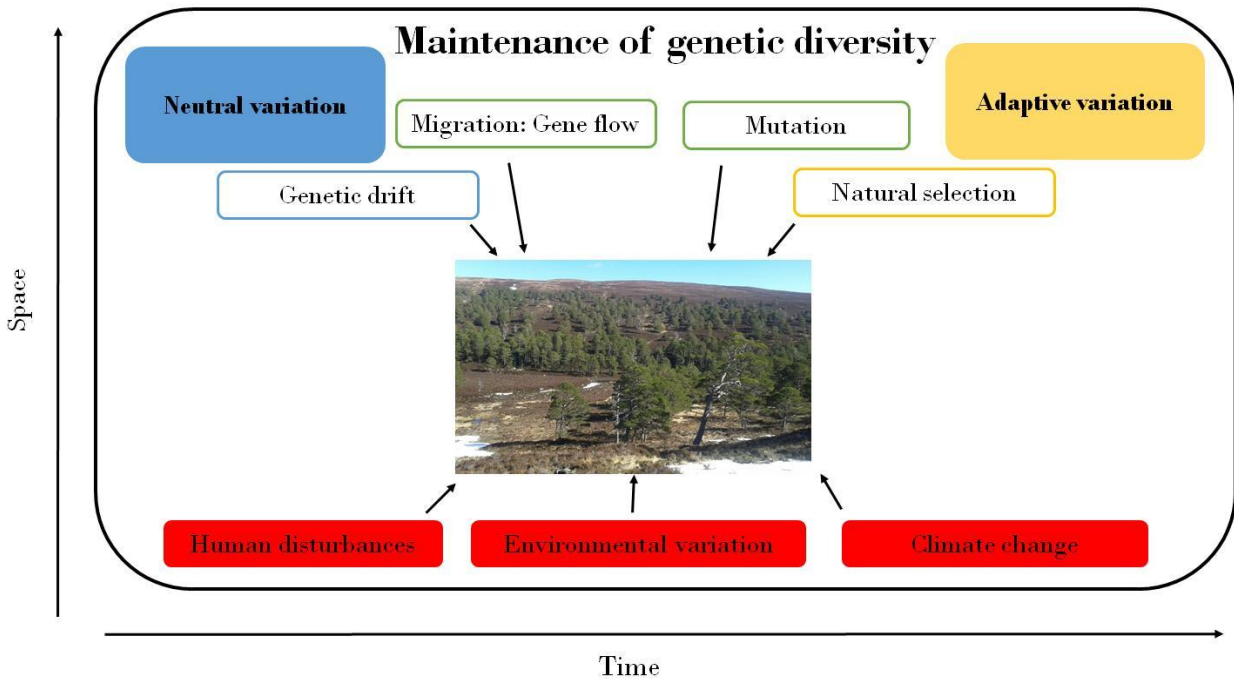 Maintenance of genetic diversity
Neutral variation
Adaptive variation
Migration: Gene flow
Mutation
Genetic drift
Natural selection
Space
Human disturbances
Environmental variation
Climate change
Time